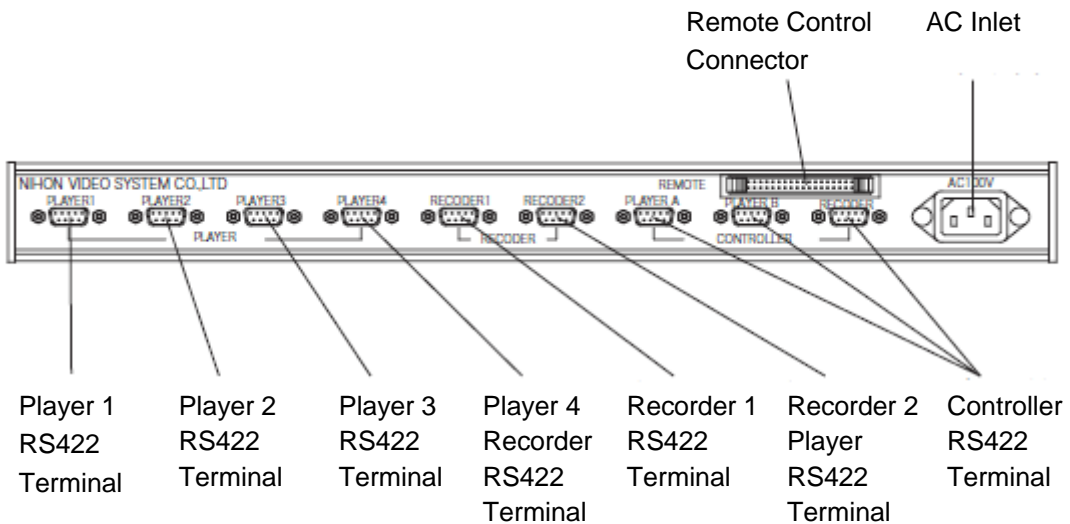 Remote Control
Connector
AC Inlet
NIHON VIDEO SYSTEM CO.,LTD
REMOTE
AC100V
PLAYER1
PLAYER2
PLAYER3
PLAYER4
RECODER1
RECODER2
PLAYER A
PLAYER B
RECODER
PLAYER
RECODER
CONTROLLER
Player 1
RS422
Terminal
Player 2
RS422
Terminal
Player 3
RS422
Terminal
Player 4
Recorder
RS422
Terminal
Recorder 1
RS422
Terminal
Recorder 2
Player
RS422
Terminal
Controller
RS422
Terminal